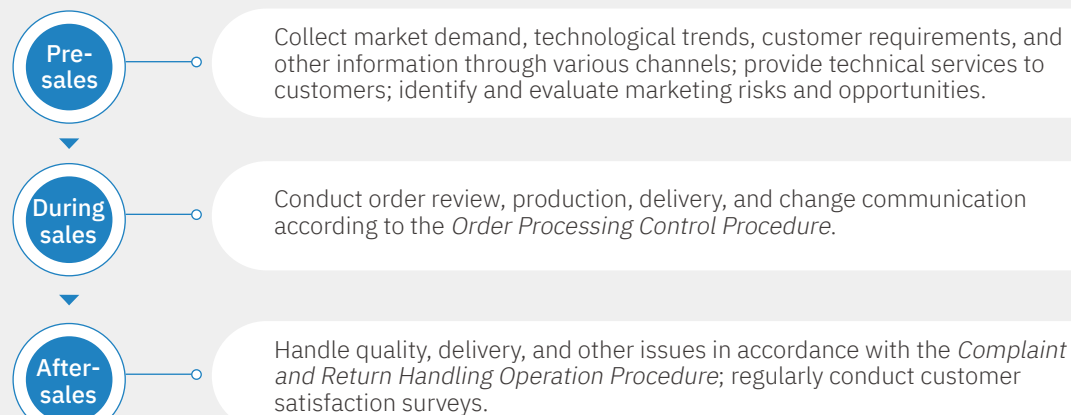 Pre-
sales
Collect market demand, technological trends, customer requirements, and
other information through various channels; provide technical services to
customers; identify and evaluate marketing risks and opportunities.
During
sales
Conduct order review, production, delivery, and change communication
according to the Order Processing Control Procedure.
After-
sales
Handle quality, delivery, and other issues in accordance with the Complaint
and Return Handling Operation Procedure; regularly conduct customer
satisfaction surveys.